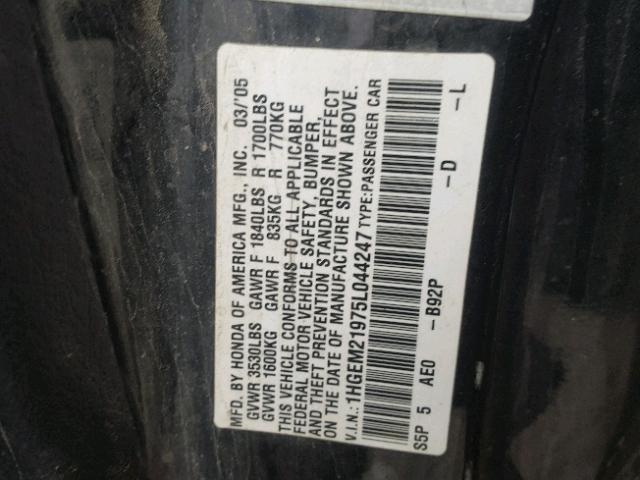 MFD. BY HONDA OF AMERICA MFG., INC. 03/'05
GVWR 3530LBS GAWR F 1840LBS R 1700LBS
GVWR 1600KG GAWR F 835KG R 770KG
THIS VEHICLE CONFORMS TO ALL APPLICABLE
FEDERAL MOTOR VEHICLE SAFETY, BUMPER,
AND THEFT PREVENTION STANDARDS IN EFFECT
ON THE DATE OF MANUFACTURE SHOWN ABOVE.
V.I.N.: 1HGEM21975L044247 TYPE:PASSENGER CAR
S5P 5 AE0 -B92P -D -L